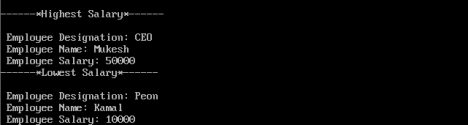 ------*Highest Salary*------
Employee Designation: CEO
Employee Name: Mukesh
Employee Salary: 50000
------*Lowest Salary*------
Employee Designation: Peon
Employee Name: Kamal
Employee Salary: 10000